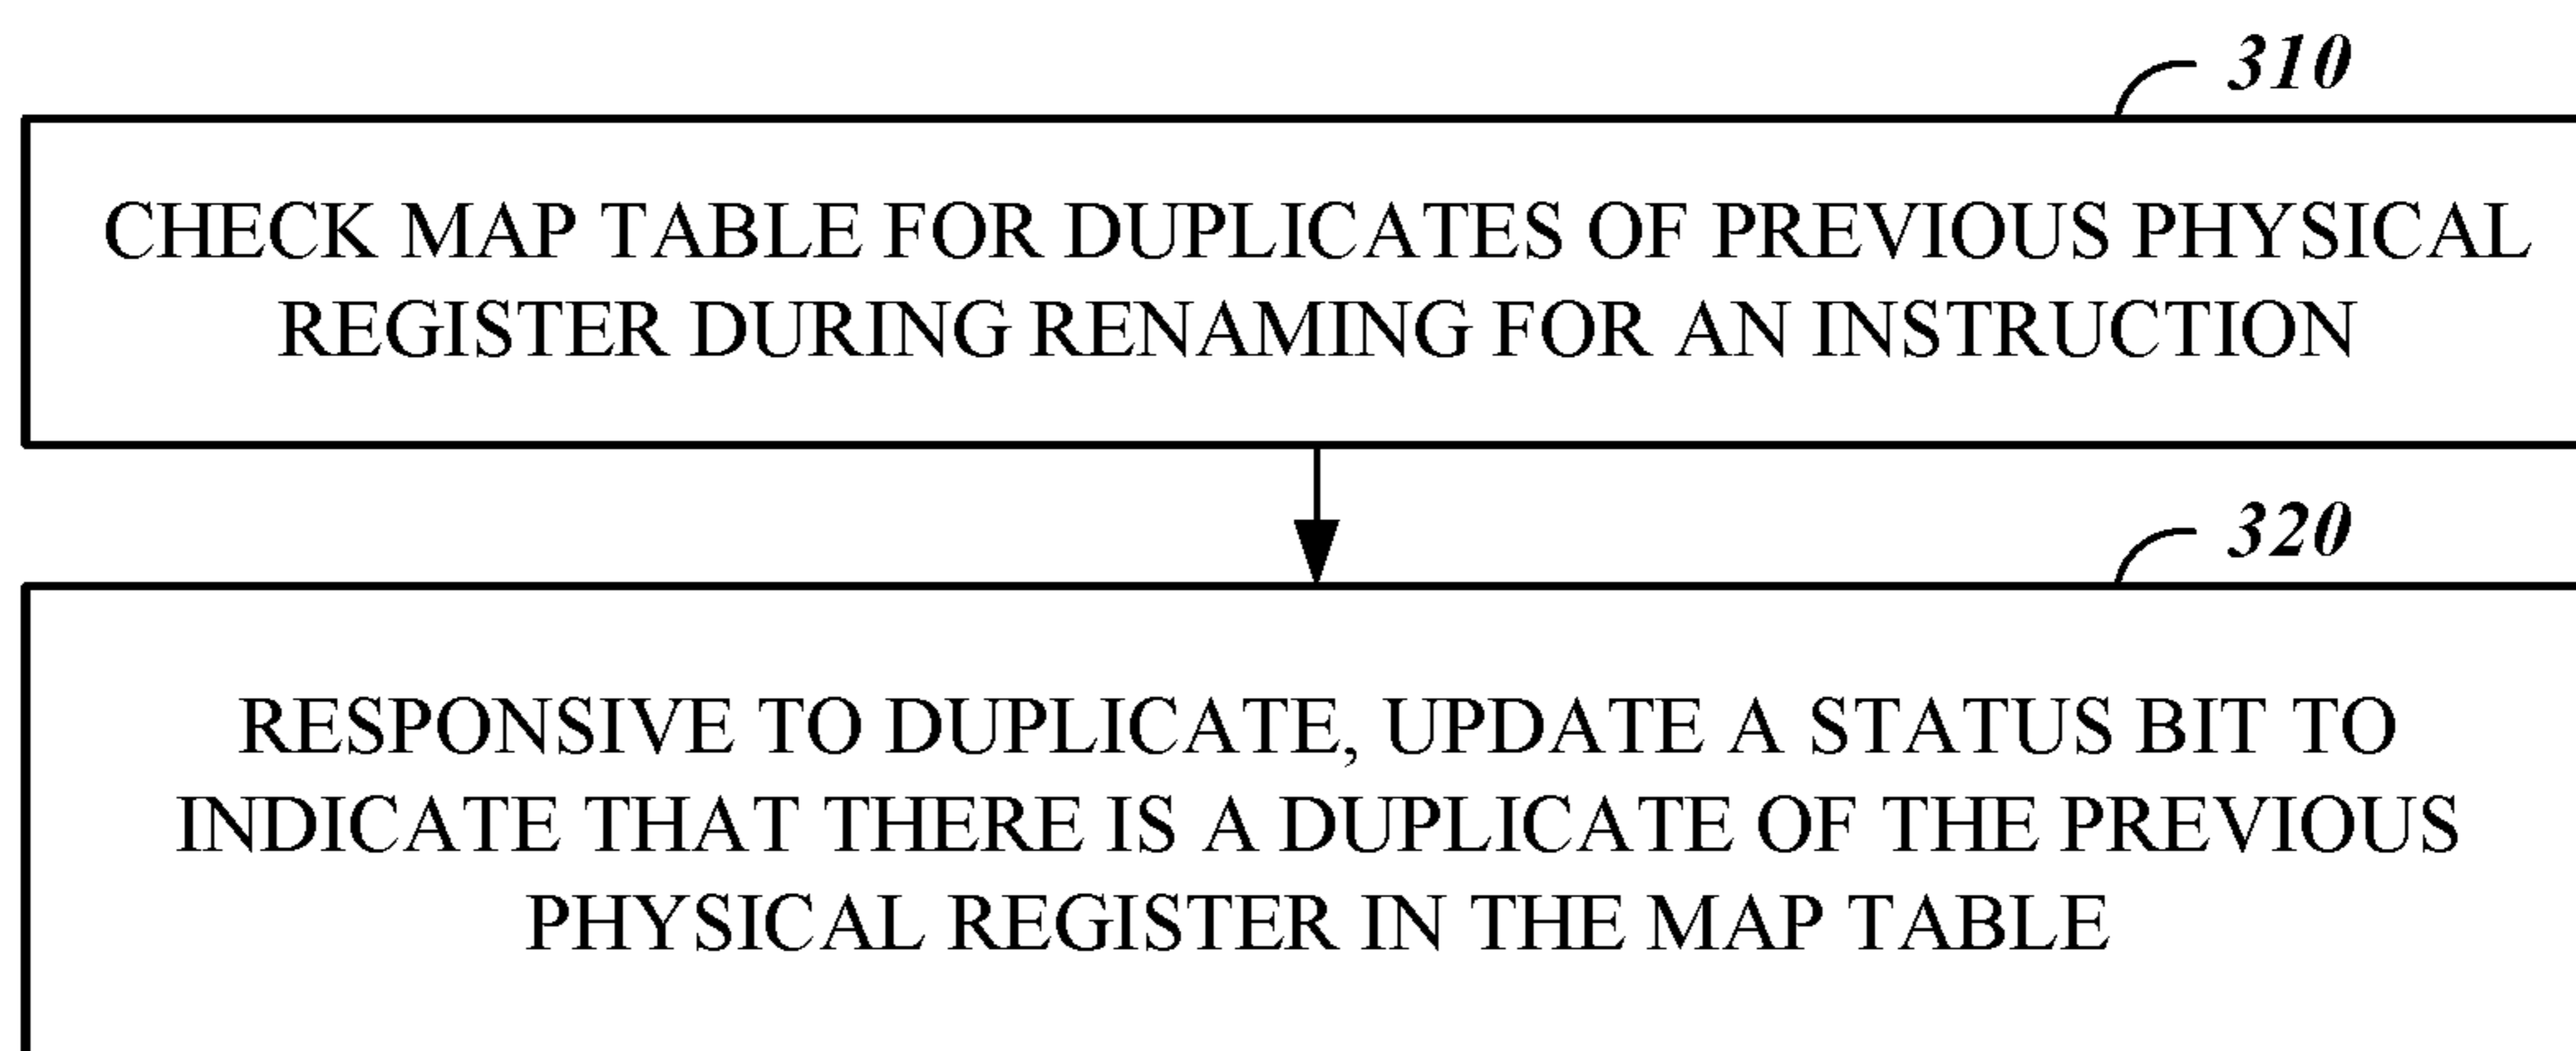 310
CHECK MAP TABLE FOR DUPLICATES OF PREVIOUS PHYSICAL
REGISTER DURING RENAMING FOR AN INSTRUCTION
320
RESPONSIVE TO DUPLICATE, UPDATE A STATUS BIT TO
INDICATE THAT THERE IS A DUPLICATE OF THE PREVIOUS
PHYSICAL REGISTER IN THE MAP TABLE